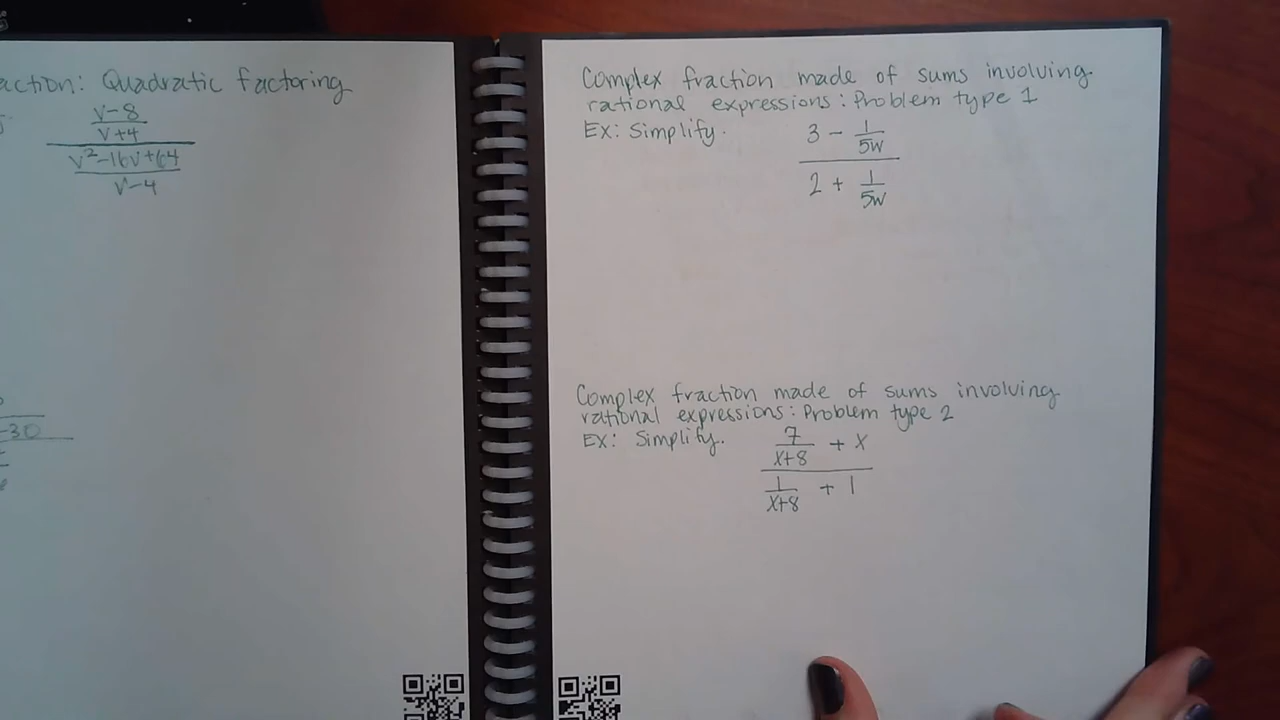 action: Quadratic factoring
v-8
v+4
v²-16v+64
v-4
-30
Complex fraction made of sums involving
rational expressions: Problem type 1
Ex: Simplify.
3 - 1/5w
2 + 1/5w
Complex fraction made of sums involving
rational expressions: Problem type 2
Ex: Simplify.
7/x+8 + x
1/x+8 + 1